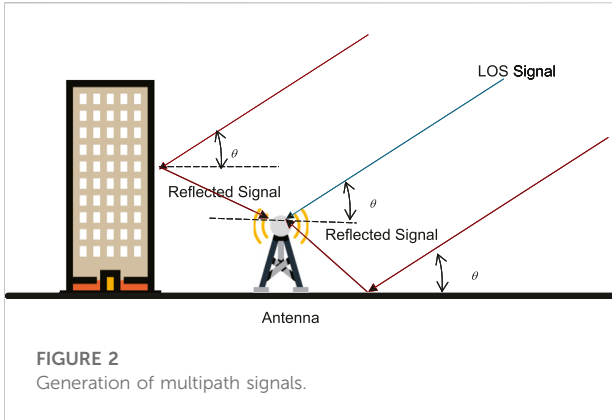 LOS Signal
θ
Reflected Signal
θ
Reflected Signal
θ
Antenna
FIGURE 2
Generation of multipath signals.